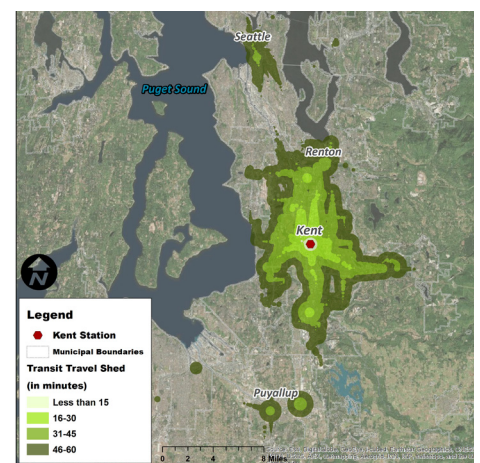 Seattle
Puget Sound
Renton
Kent
N
Legend
Kent Station
Municipal Boundaries
Transit Travel Shed
(in minutes)
Less than 15
16-30
31-45
46-60
Puyallup
0 4 8 Miles